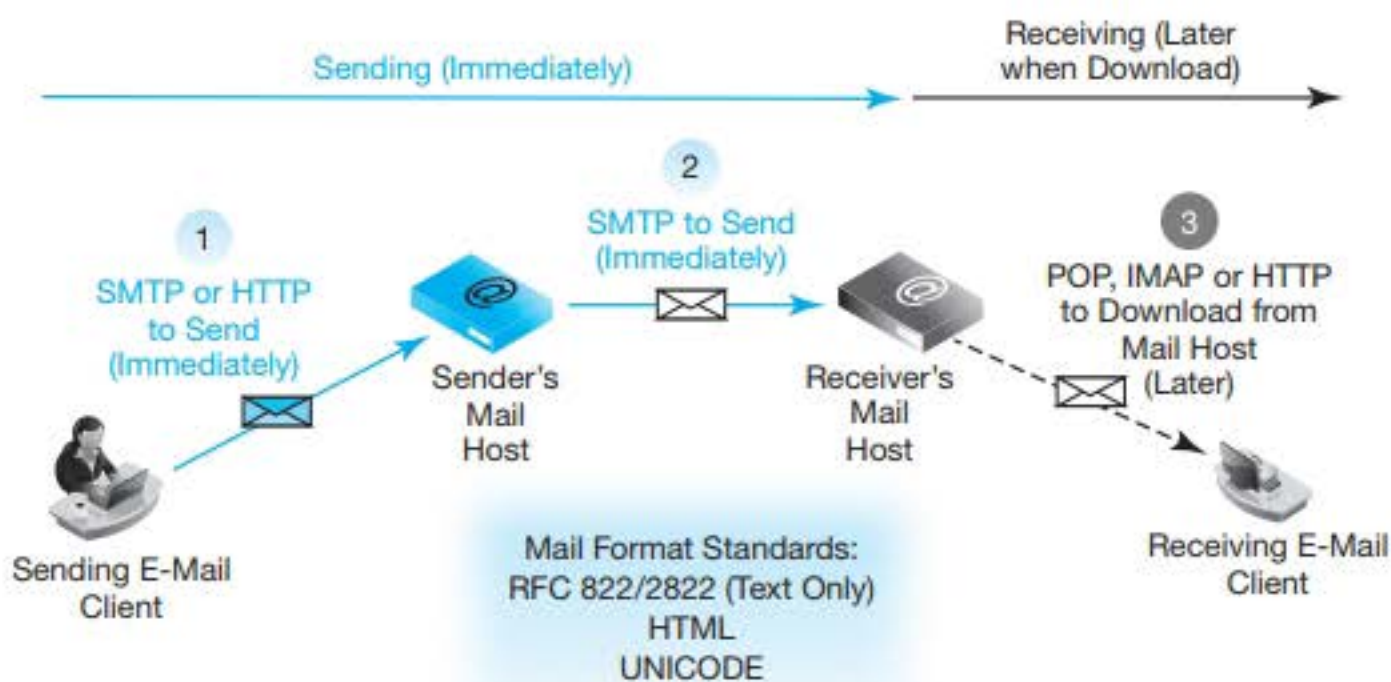 Sending (Immediately)
Receiving (Later
when Download)
1
SMTP or HTTP
to Send
(Immediately)
2
SMTP to Send
(Immediately)
3
POP, IMAP or HTTP
to Download from
Mail Host
(Later)
@
@
Sender's
Mail
Host
Receiver's
Mail
Host
Sending E-Mail
Client
Receiving E-Mail
Client
Mail Format Standards:
RFC 822/2822 (Text Only)
HTML
UNICODE